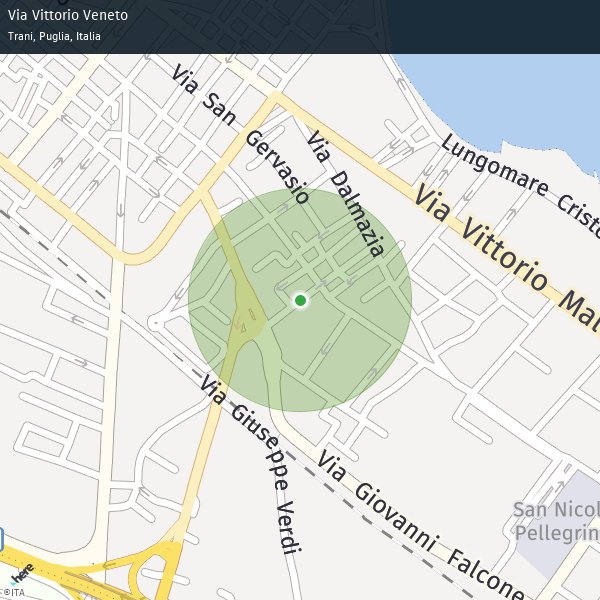 Via Vittorio Veneto
Trani, Puglia, Italia
Via San Gervasio
Via Dalmazia
Lungomare Crist
Via Vittorio Ma
Via Giuseppe Verdi
Via Giovanni Falcone
San Nicol
Pellegrin
here
©ITA